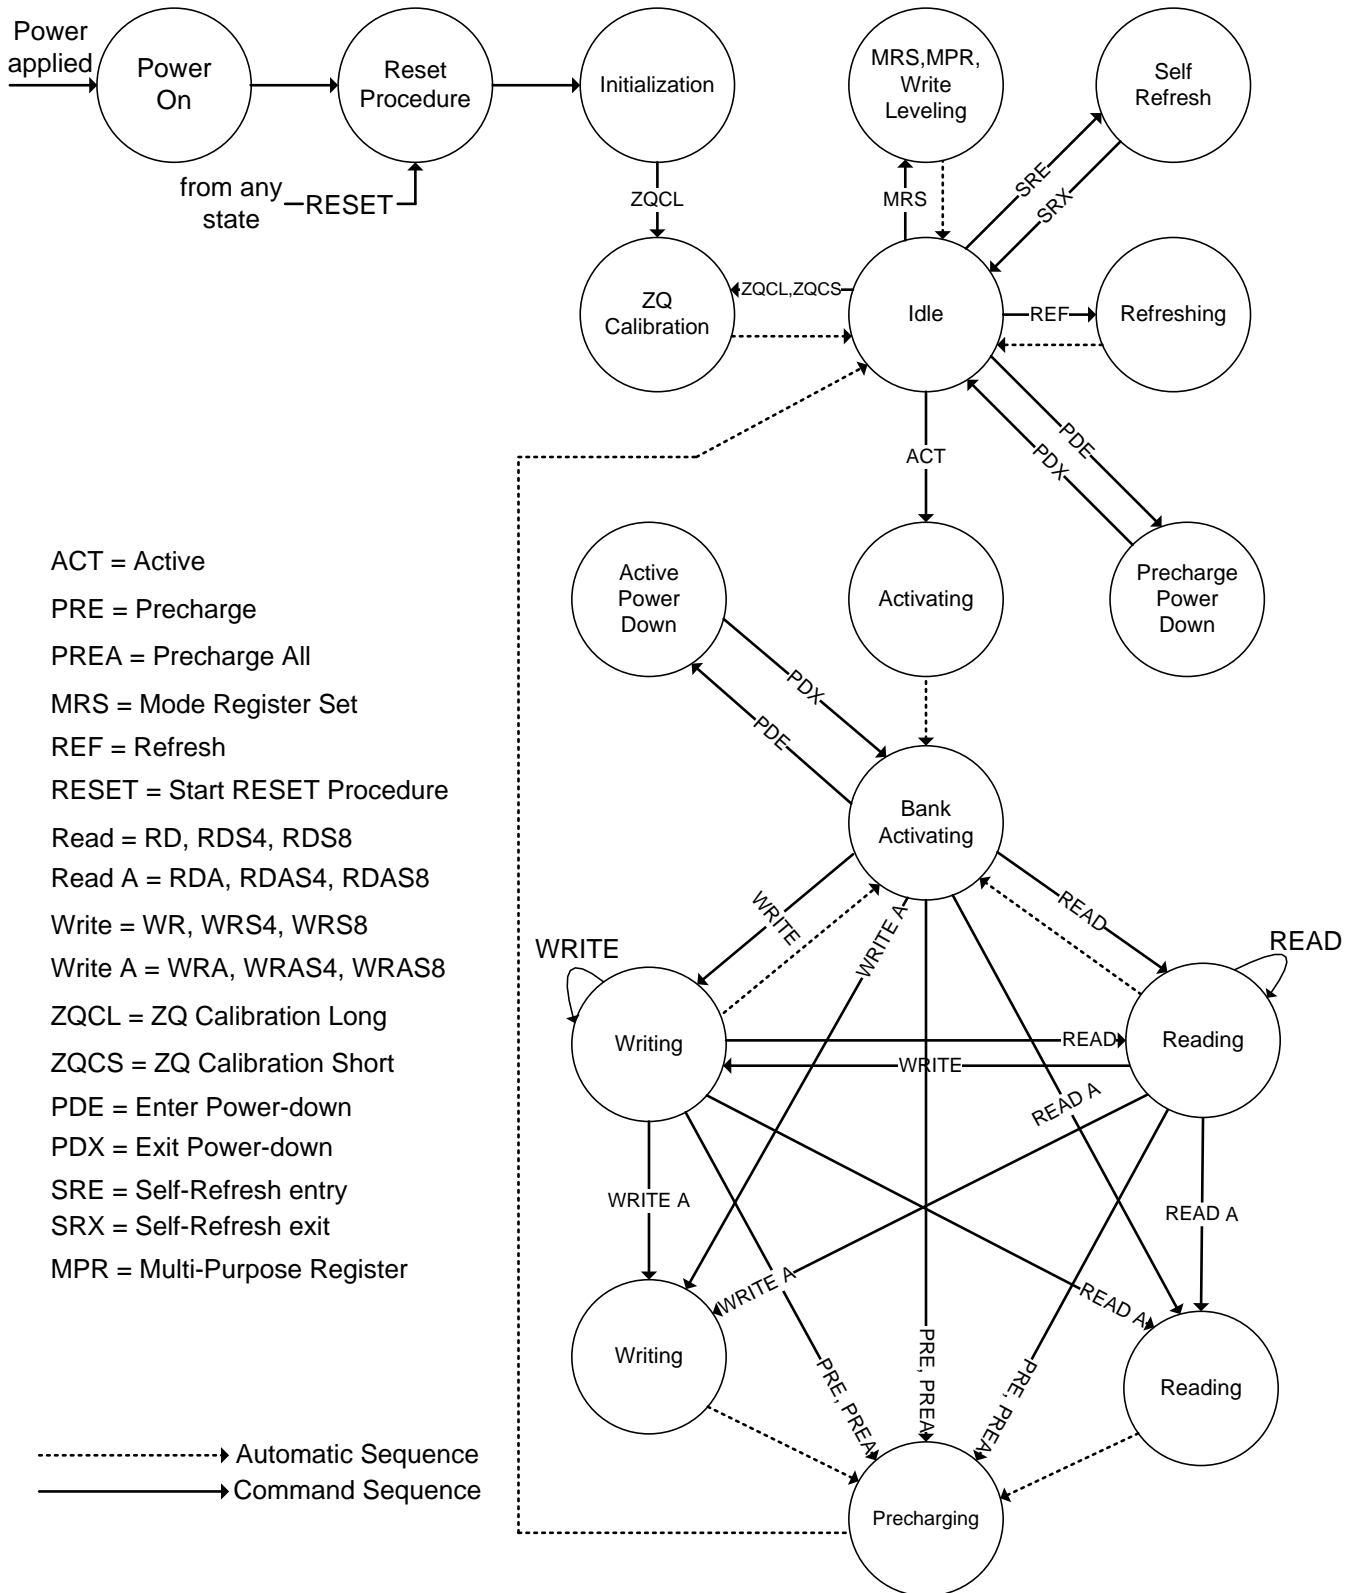 Power
applied
Power
On
Reset
Procedure
Initialization
MRS,MPR,
Write
Leveling
Self
Refresh
from any
state
RESET
ZQCL
MRS
SRE
SRX
ZQ
Calibration
ZQCL,ZQCS
Idle
REF
Refreshing
ACT
PDE
PDX
Active
Power
Down
Activating
Precharge
Power
Down
PDX
PDE
Bank
Activating
ACT = Active
PRE = Precharge
PREA = Precharge All
MRS = Mode Register Set
REF = Refresh
RESET = Start RESET Procedure
Read = RD, RDS4, RDS8
Read A = RDA, RDAS4, RDAS8
Write = WR, WRS4, WRS8
Write A = WRA, WRAS4, WRAS8
ZQCL = ZQ Calibration Long
ZQCS = ZQ Calibration Short
PDE = Enter Power-down
PDX = Exit Power-down
SRE = Self-Refresh entry
SRX = Self-Refresh exit
MPR = Multi-Purpose Register
WRITE
WRITE A
READ
WRITE
READ
Writing
READ
Reading
WRITE
READ A
WRITE A
READ A
WRITE A
READ A
Writing
PRE, PREA
PRE, PREA
PRE, PREA
Reading
Precharging
Automatic Sequence
Command Sequence